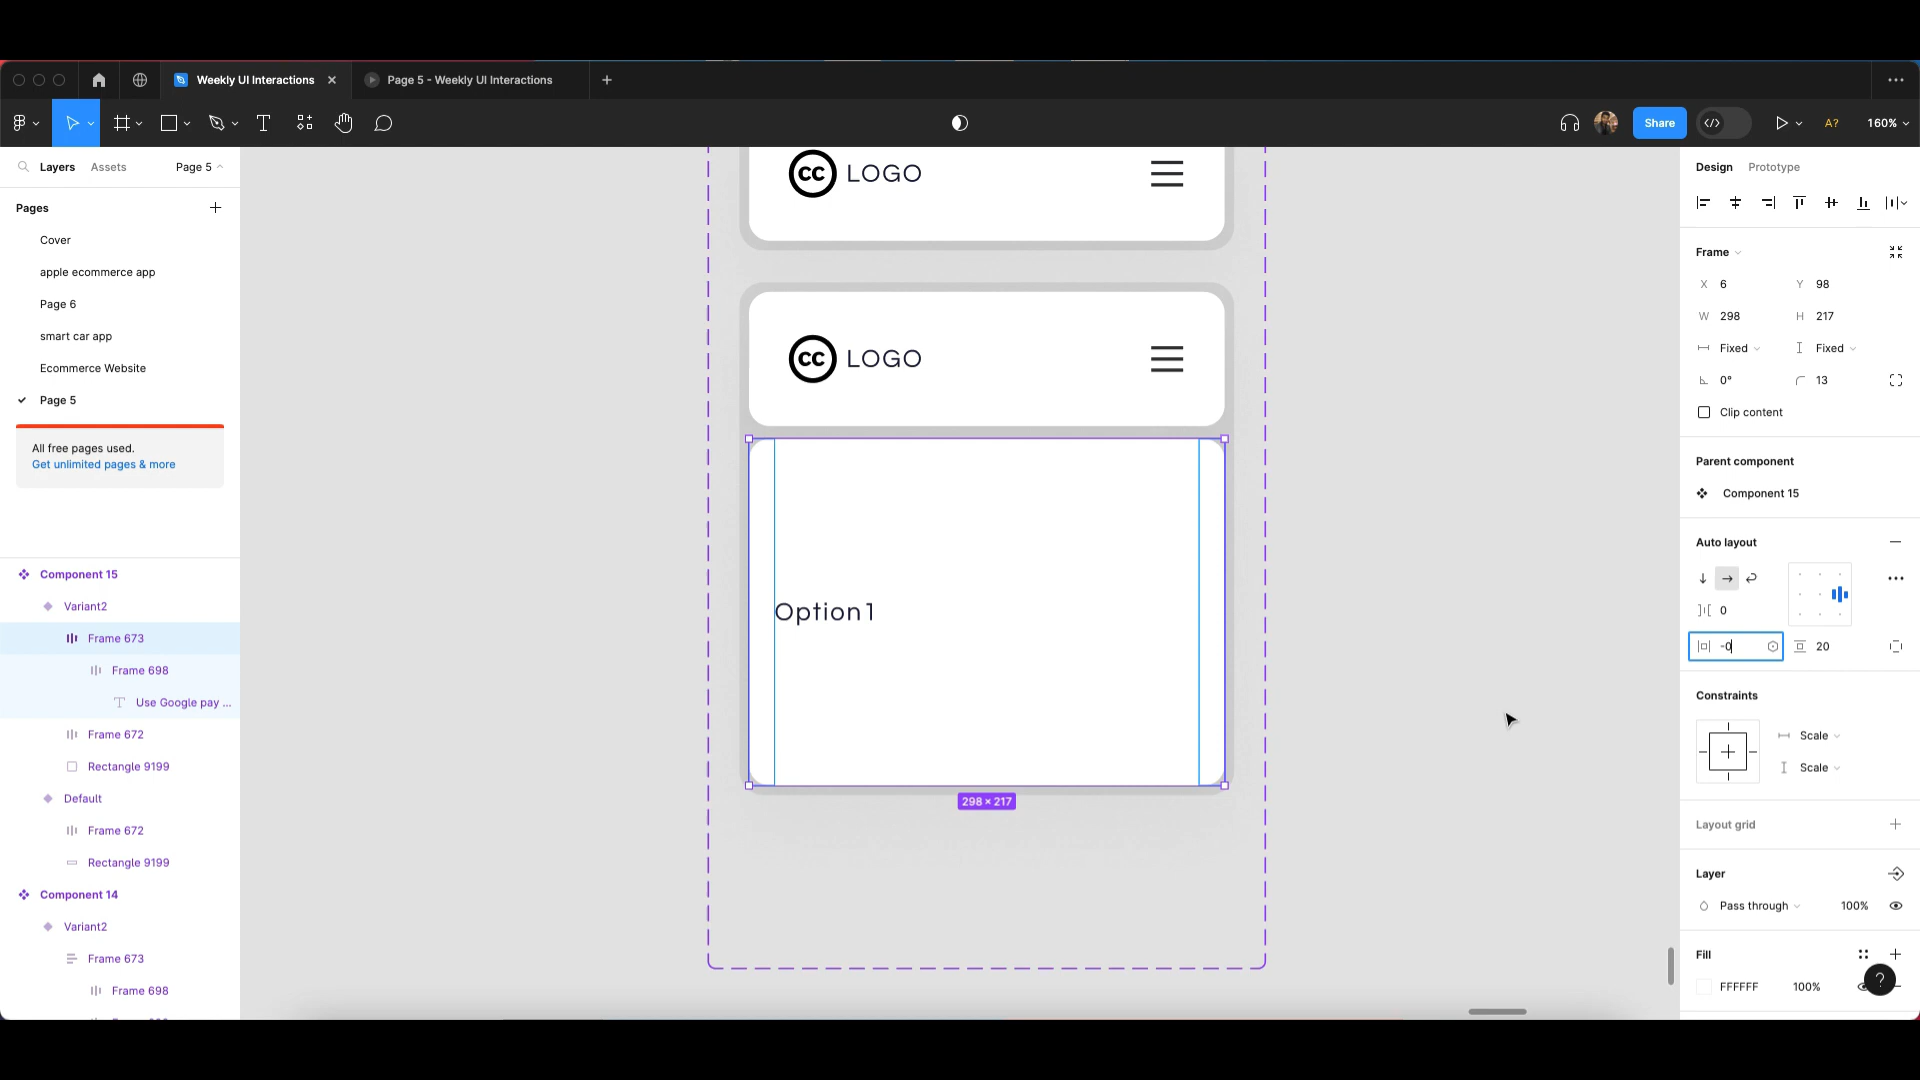 Weekly UI Interactions
Page 5 - Weekly UI Interactions
Share
A?
160%
Layers
Assets
Page 5
Pages
Cover
apple ecommerce app
Page 6
smart car app
Ecommerce Website
Page 5
All free pages used.
Get unlimited pages & more
Component 15
Variant2
Frame 673
Frame 698
Use Google pay ...
Frame 672
Rectangle 9199
Default
Frame 672
Rectangle 9199
Component 14
Variant2
Frame 673
Frame 698
CC LOGO
CC LOGO
Option1
298 × 217
Design
Prototype
Frame
X 6
Y 98
W 298
H 217
Fixed
Fixed
0°
13
Clip content
Parent component
Component 15
Auto layout
0
-0
20
Constraints
Scale
Scale
Layout grid
Layer
Pass through
100%
Fill
FFFFFF
100%
?